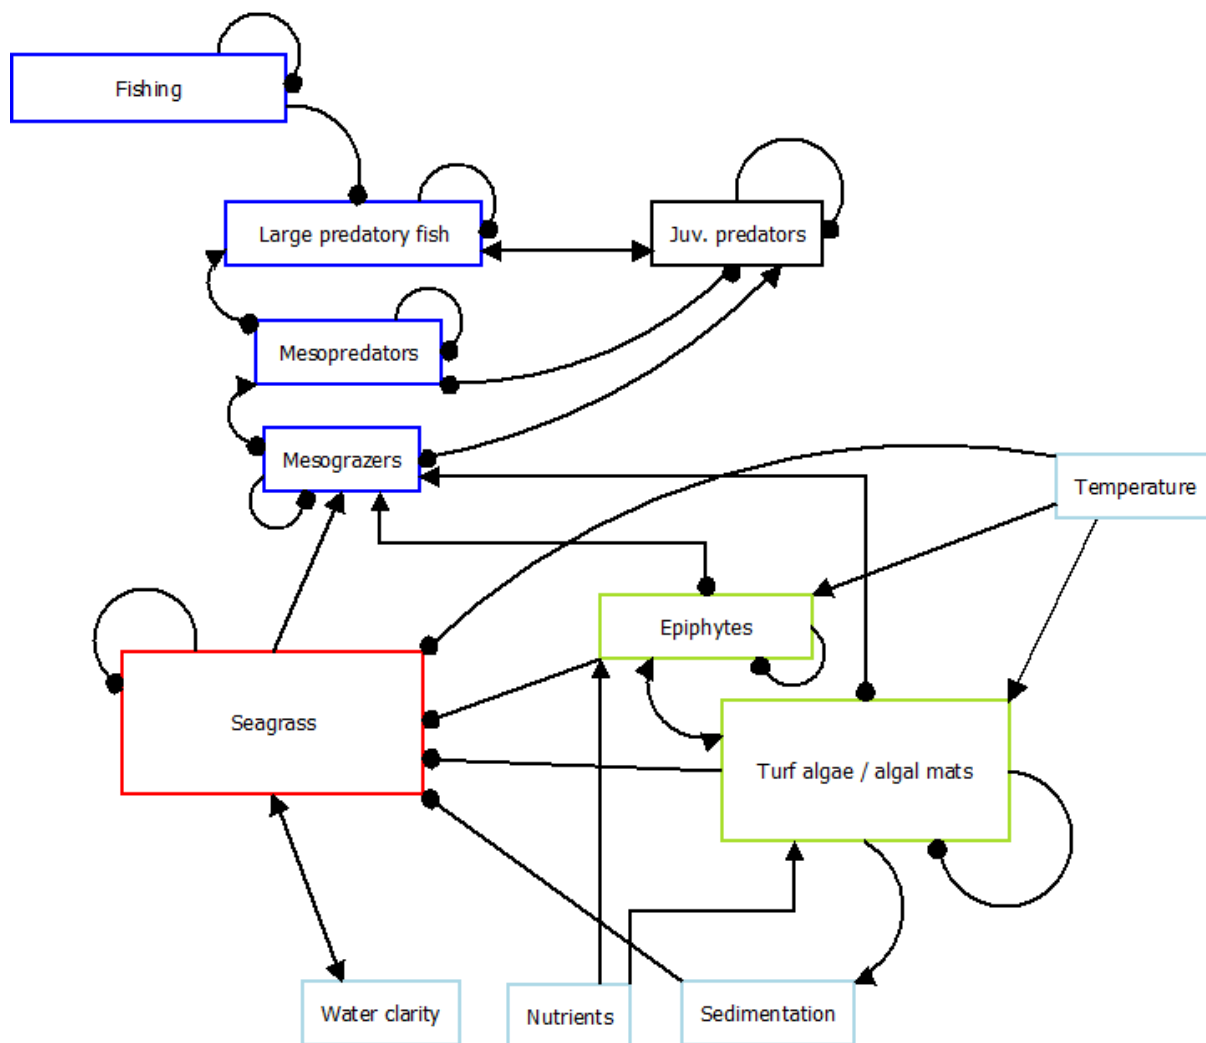 Fishing
Large predatory fish
Juv. predators
Mesopredators
Mesograzers
Temperature
Epiphytes
Seagrass
Turf algae / algal mats
Water clarity
Nutrients
Sedimentation